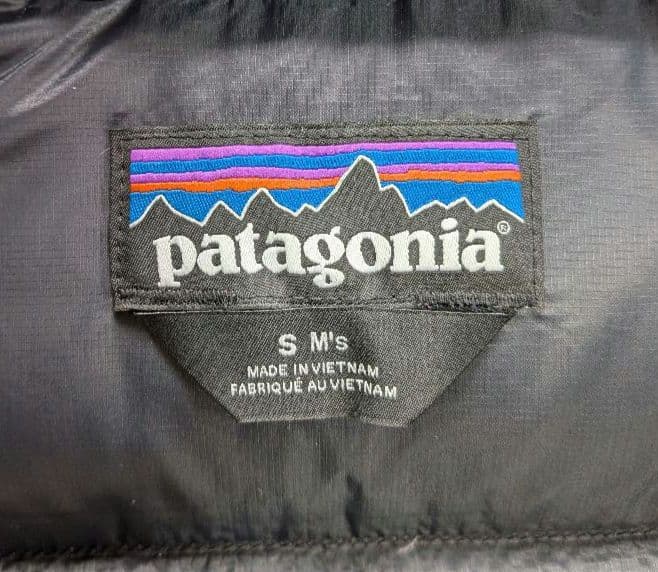 patagonia®
S M's
MADE IN VIETNAM
FABRIQUÉ AU VIETNAM